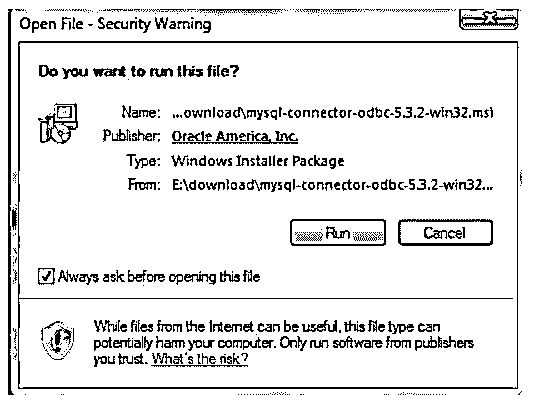 Open File - Security Warning
Do you want to run this file?
Name: ...ownload\mysql-connector-odbc-5.3.2-win32.msi
Publisher: Oracle America, Inc.
Type: Windows Installer Package
From: E:\download\mysql-connector-odbc-5.3.2-win32...
Run Cancel
Always ask before opening this file
While files from the Internet can be useful, this file type can
potentially harm your computer. Only run software from publishers
you trust. What's the risk?